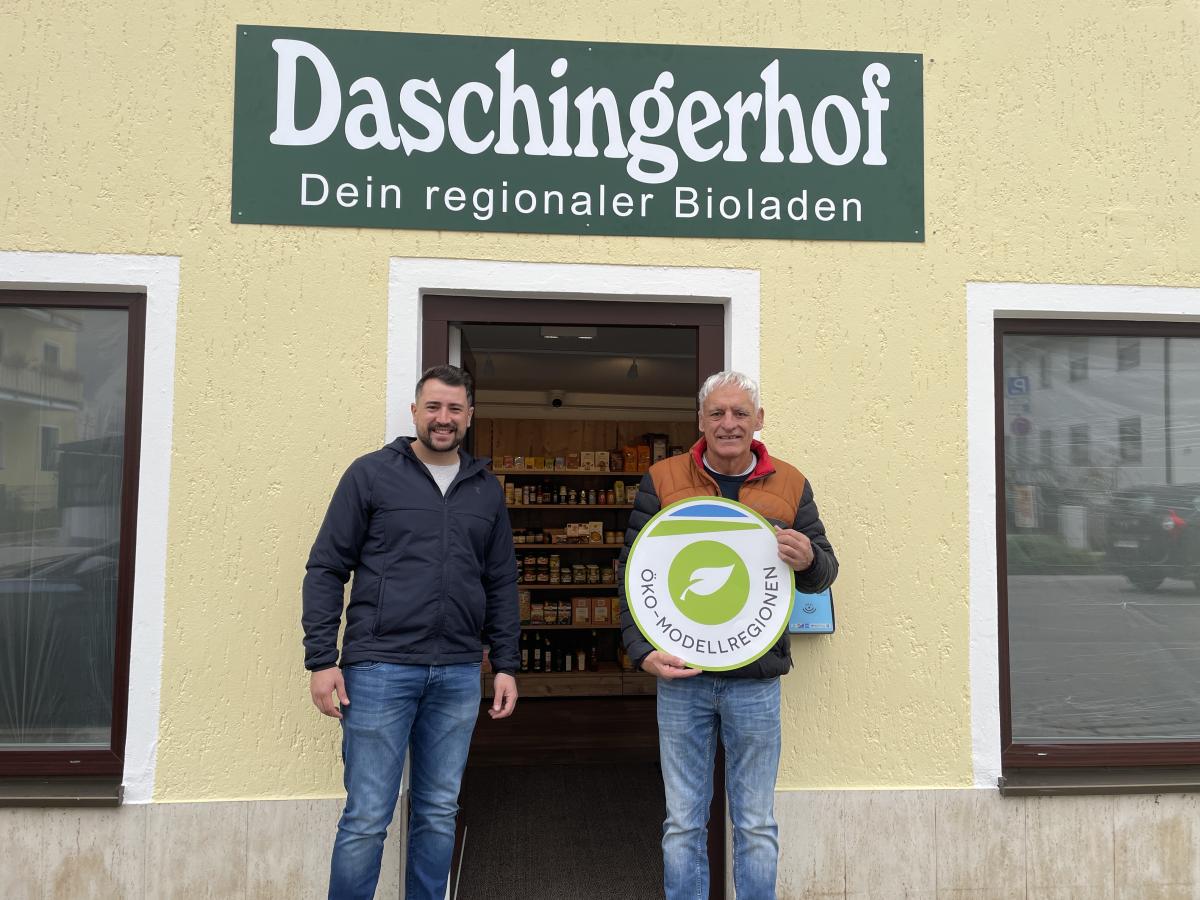 Daschingerhof
Dein regionaler Bioladen
ÖKO-MODELLREGIONEN
P